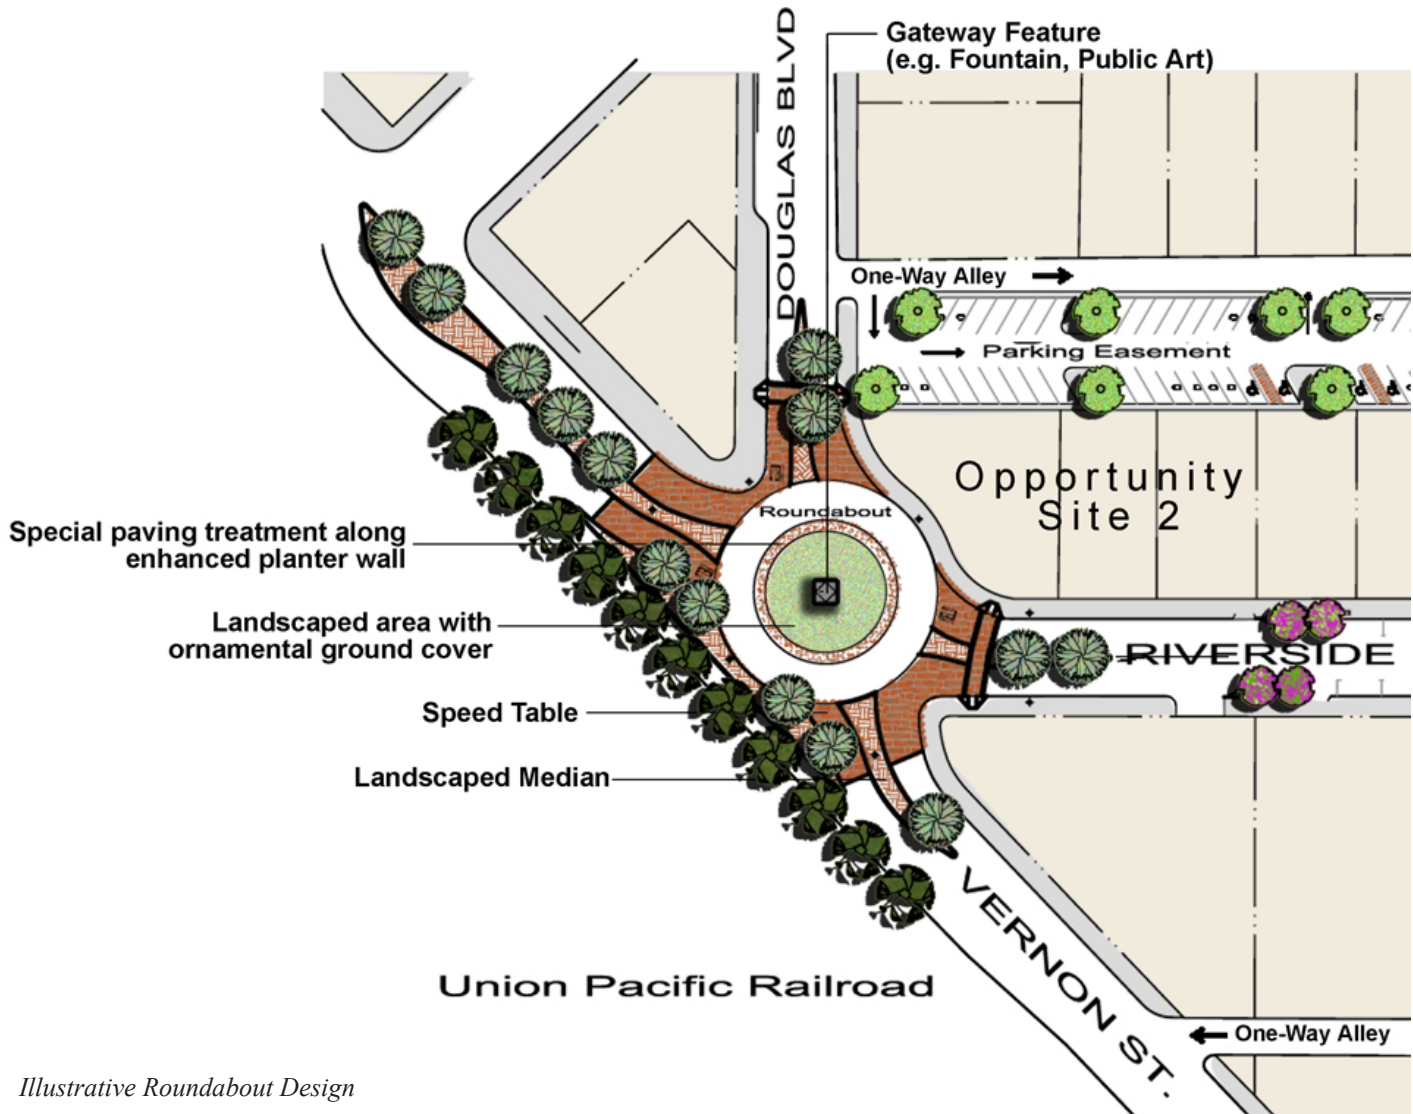 DOUGLAS BLVD
Gateway Feature
(e.g. Fountain, Public Art)
One-Way Alley
Parking Easement
Opportunity
Site 2
Roundabout
Special paving treatment along
enhanced planter wall
Landscaped area with
ornamental ground cover
RIVERSIDE
Speed Table
Landscaped Median
VERNON ST.
Union Pacific Railroad
One-Way Alley
Illustrative Roundabout Design